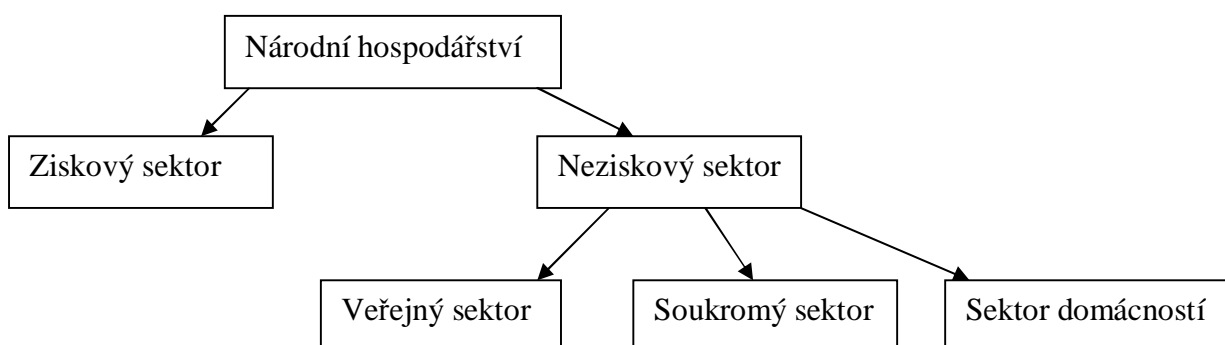 Národní hospodářství
Ziskový sektor
Neziskový sektor
Veřejný sektor
Soukromý sektor
Sektor domácností